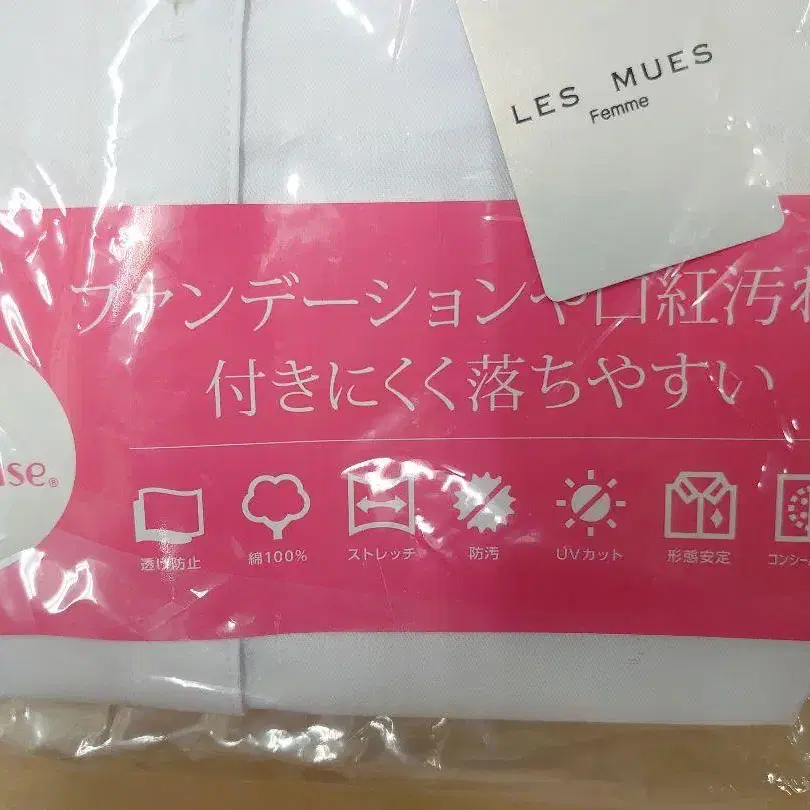 LES MUES
Femme
ファンデーションや口紅汚れ
付きにくく落ちやすい
透け防止
綿100%
ストレッチ
防汚
UVカット
形態安定